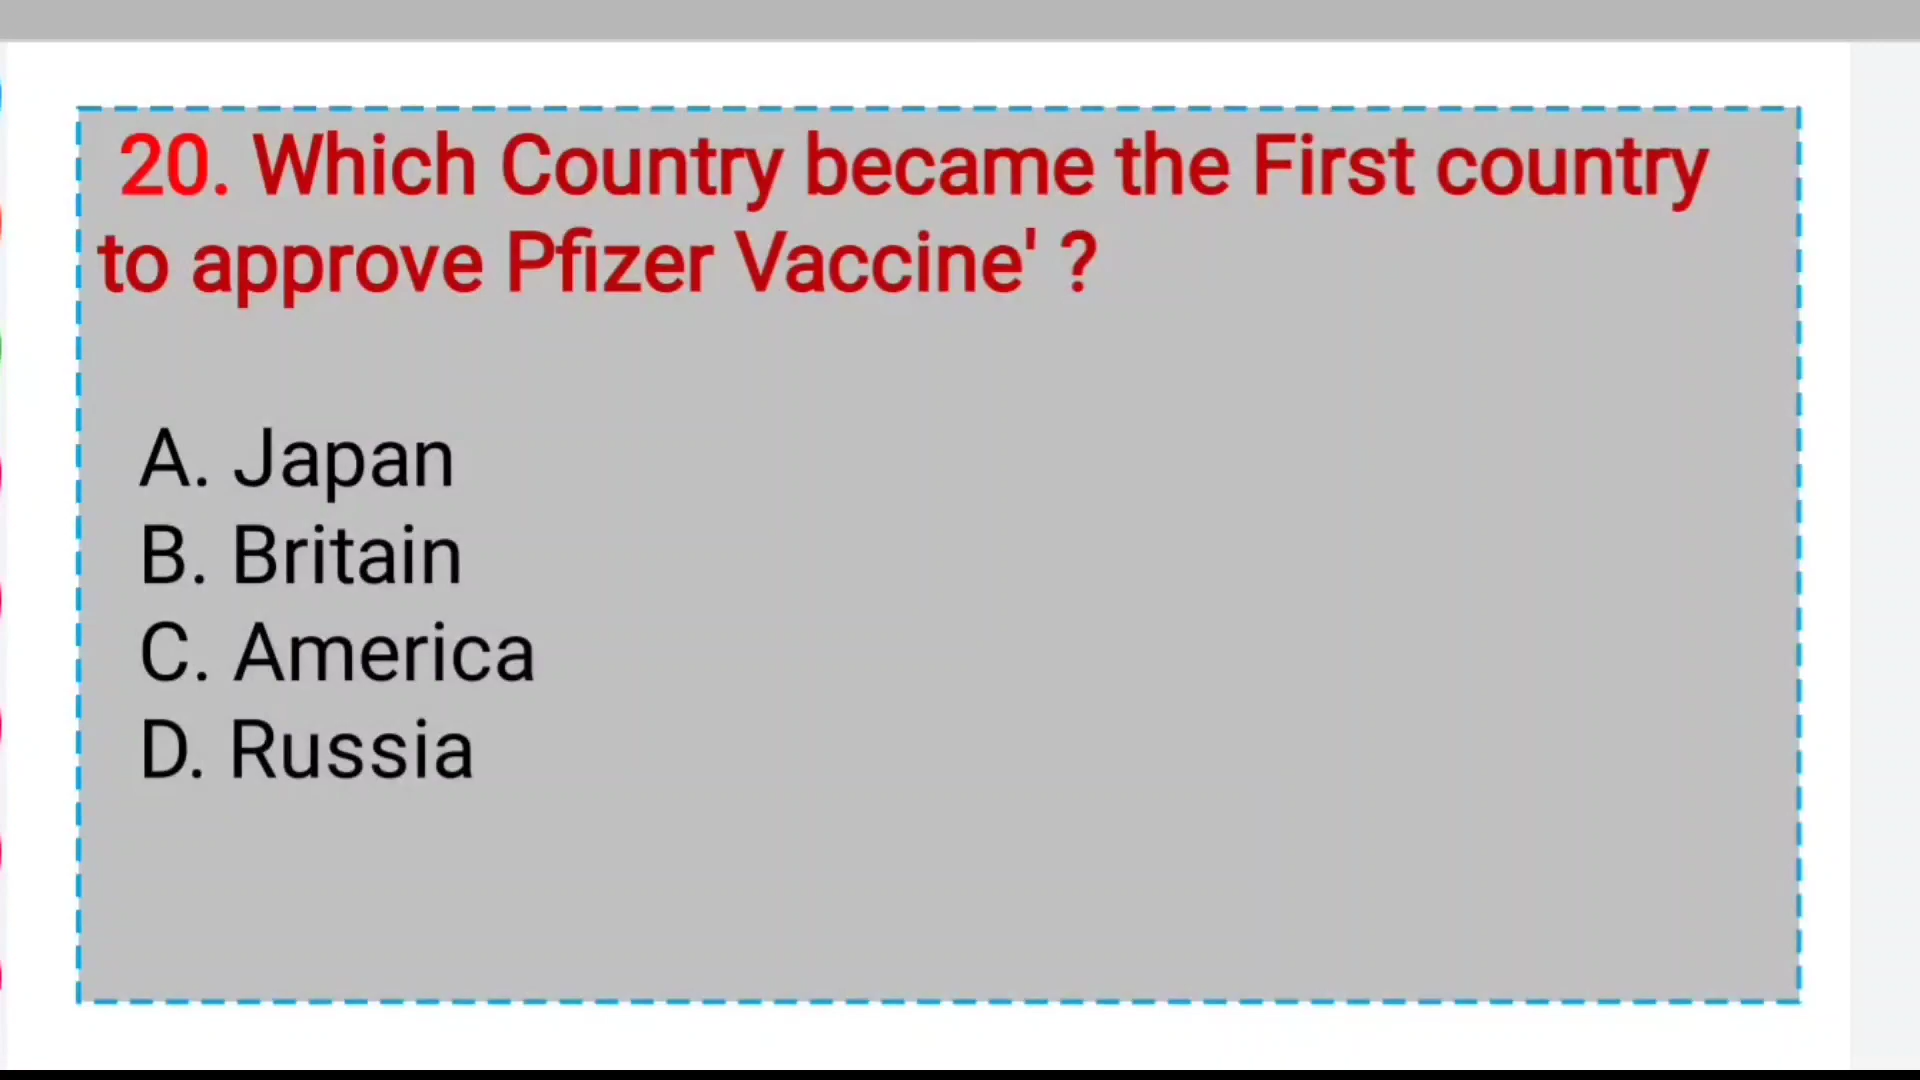 20. Which Country became the First country
to approve Pfizer Vaccine' ?
A. Japan
B. Britain
C. America
D. Russia